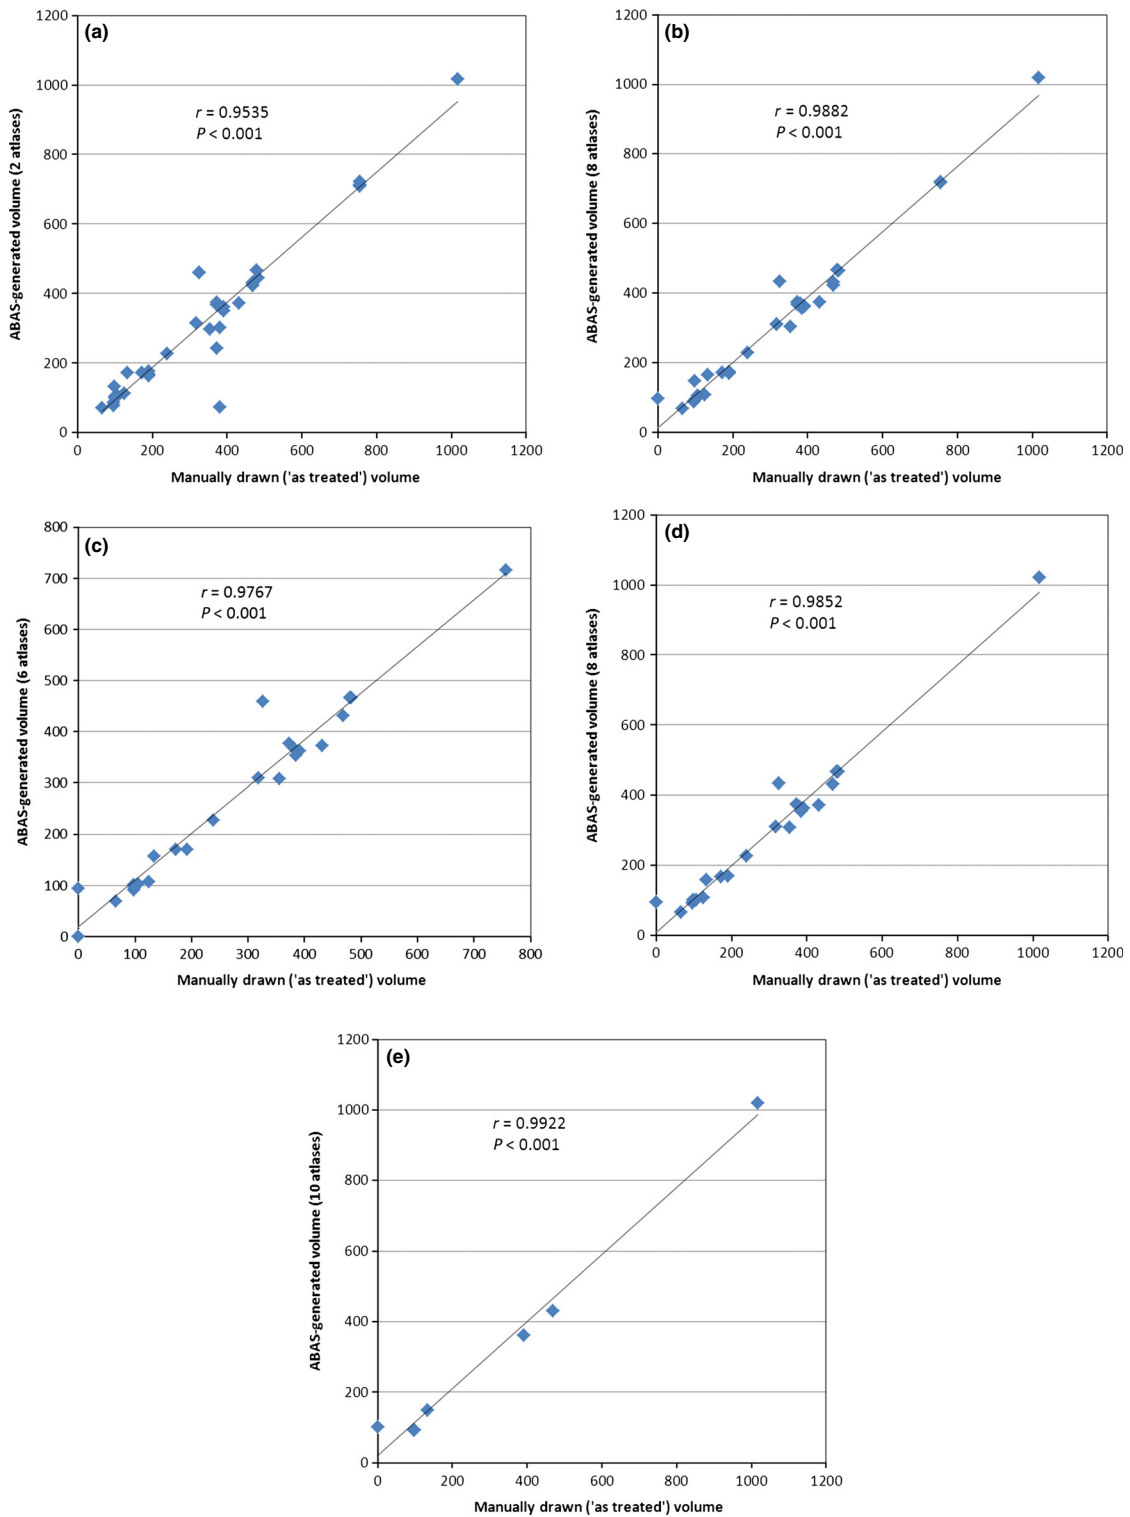 (a)
r = 0.9535
P < 0.001
1200
1000
800
600
400
200
0
0 200 400 600 800 1000 1200
ABAS-generated volume (2 atlases)
Manually drawn ('as treated') volume
(b)
r = 0.9882
P < 0.001
1200
1000
800
600
400
200
0
0 200 400 600 800 1000 1200
ABAS-generated volume (8 atlases)
Manually drawn ('as treated') volume
(c)
r = 0.9767
P < 0.001
800
700
600
500
400
300
200
100
0
0 100 200 300 400 500 600 700 800
ABAS-generated volume (6 atlases)
Manually drawn ('as treated') volume
(d)
r = 0.9852
P < 0.001
1200
1000
800
600
400
200
0
0 200 400 600 800 1000 1200
ABAS-generated volume (8 atlases)
Manually drawn ('as treated') volume
(e)
r = 0.9922
P < 0.001
1200
1000
800
600
400
200
0
0 200 400 600 800 1000 1200
ABAS-generated volume (10 atlases)
Manually drawn ('as treated') volume